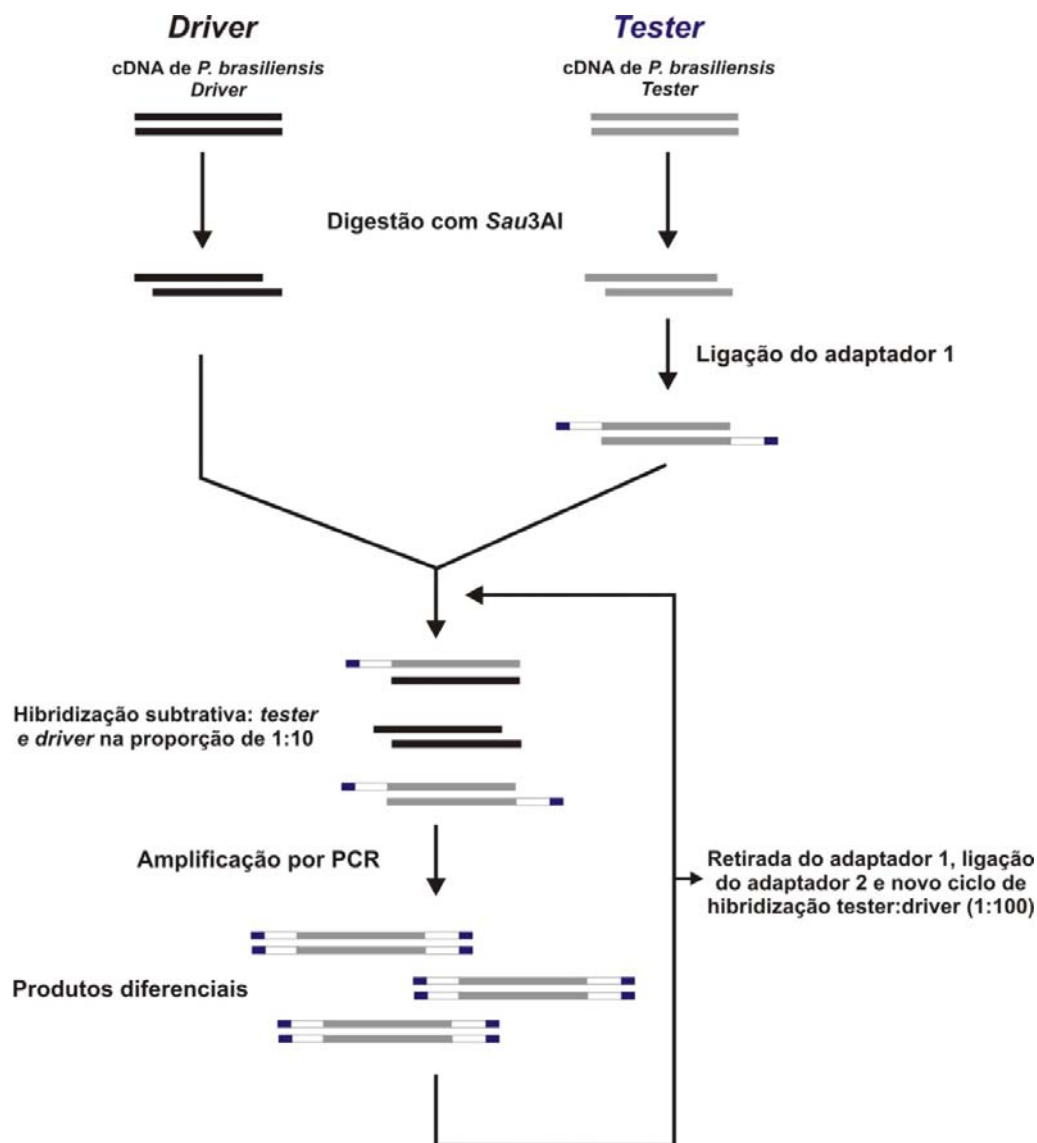 Driver
Tester
cDNA de P. brasiliensis
Driver
cDNA de P. brasiliensis
Tester
Digestão com Sau3AI
Ligação do adaptador 1
Hibridização subtrativa: tester
e driver na proporção de 1:10
Amplificação por PCR
Retirada do adaptador 1, ligação
do adaptador 2 e novo ciclo de
hibridização tester:driver (1:100)
Produtos diferenciais